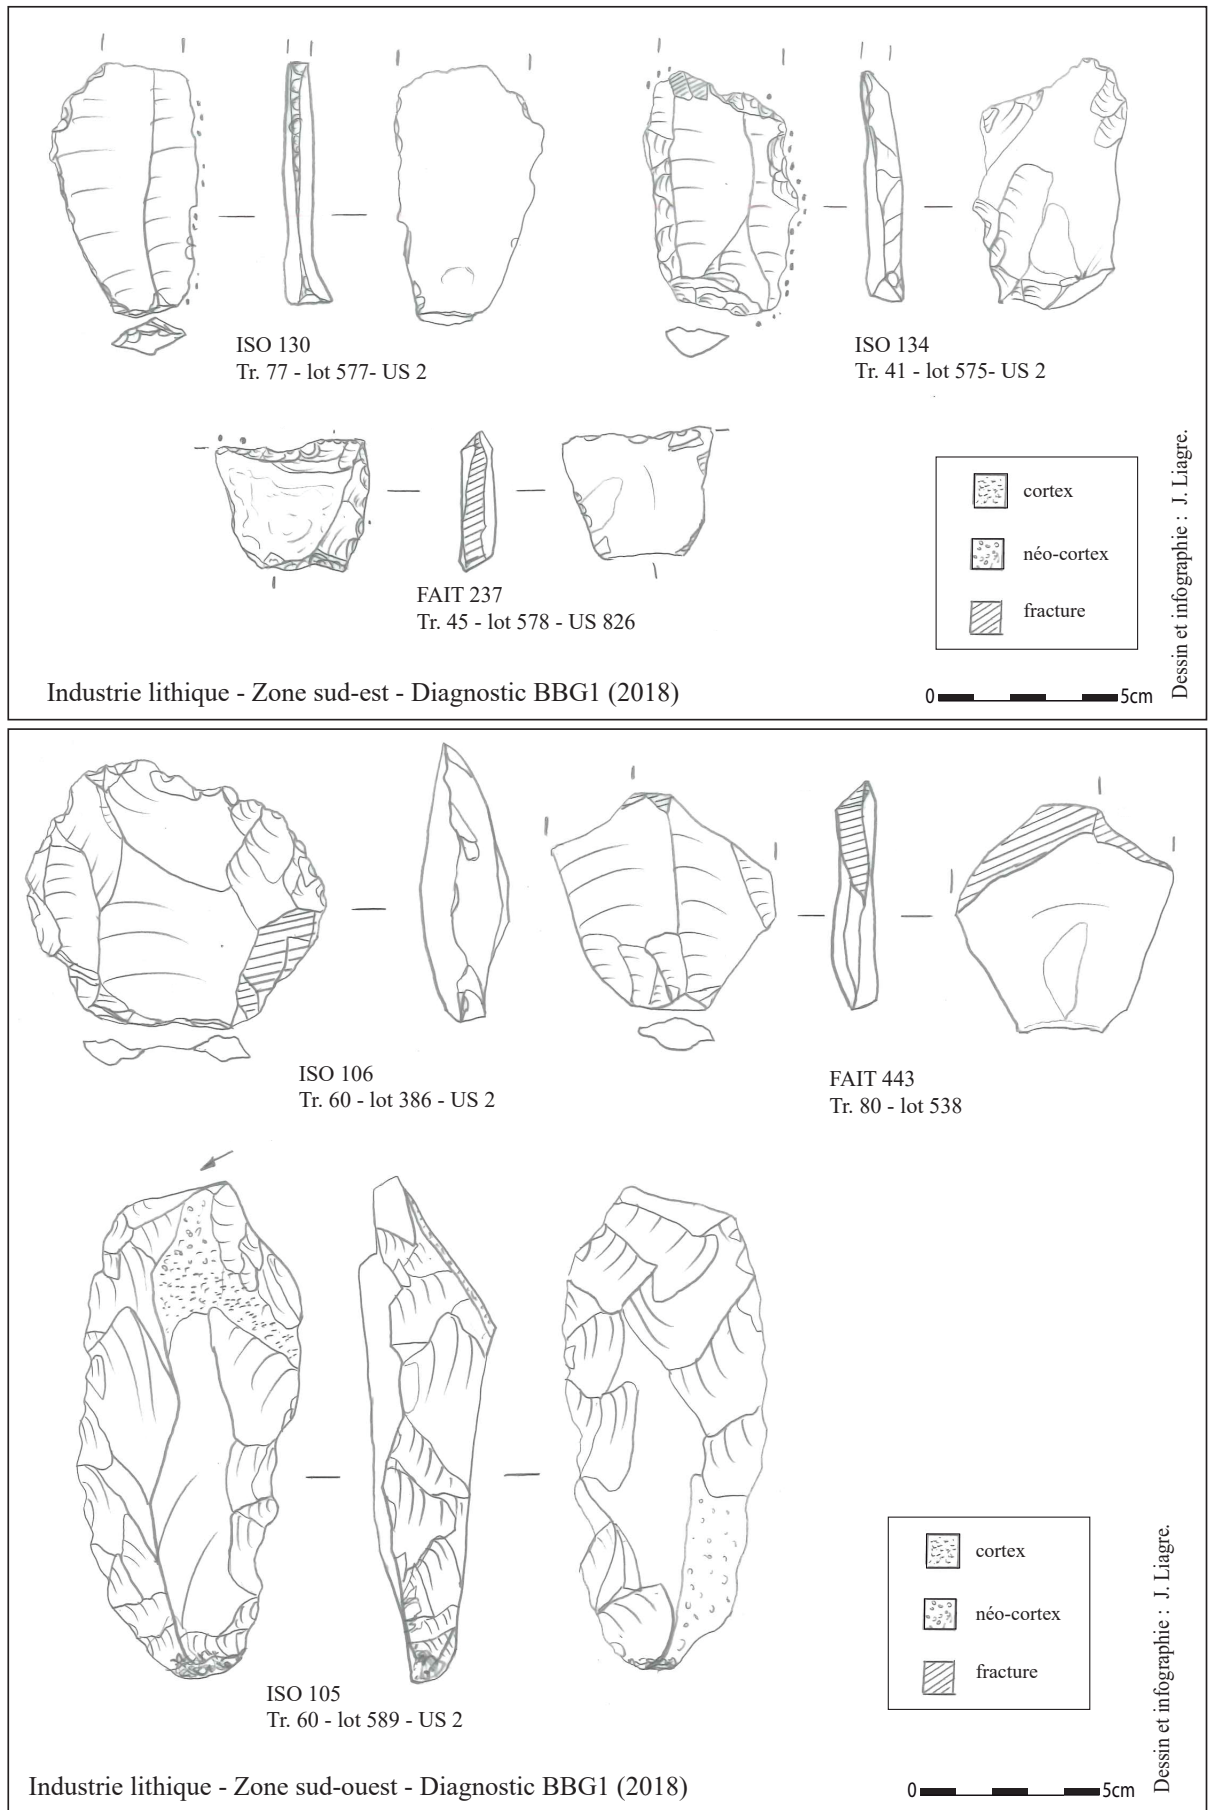 ISO 130
Tr. 77 - lot 577- US 2
ISO 134
Tr. 41 - lot 575- US 2
FAIT 237
Tr. 45 - lot 578 - US 826
cortex
néo-cortex
fracture
Dessin et infographie : J. Liagre.
Industrie lithique - Zone sud-est - Diagnostic BBG1 (2018)
0 5cm
ISO 106
Tr. 60 - lot 386 - US 2
FAIT 443
Tr. 80 - lot 538
ISO 105
Tr. 60 - lot 589 - US 2
cortex
néo-cortex
fracture
Dessin et infographie : J. Liagre.
Industrie lithique - Zone sud-ouest - Diagnostic BBG1 (2018)
0 5cm